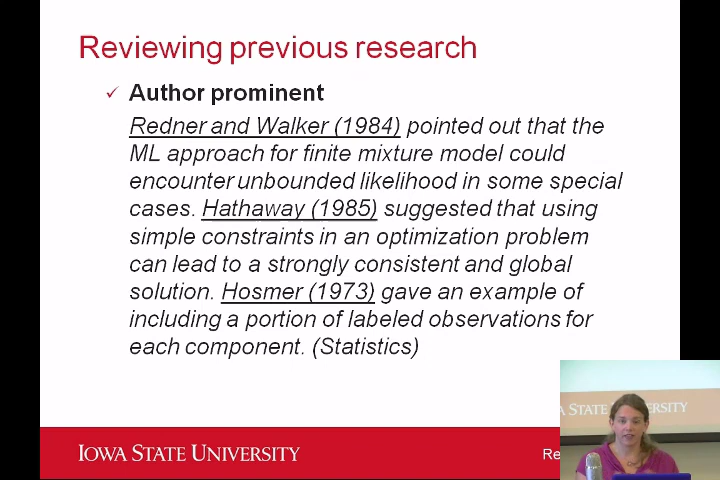 Reviewing previous research
✓ Author prominent
Redner and Walker (1984) pointed out that the
ML approach for finite mixture model could
encounter unbounded likelihood in some special
cases. Hathaway (1985) suggested that using
simple constraints in an optimization problem
can lead to a strongly consistent and global
solution. Hosmer (1973) gave an example of
including a portion of labeled observations for
each component. (Statistics)
IOWA STATE UNIVERSITY
Re
STATE UNIVERSITY